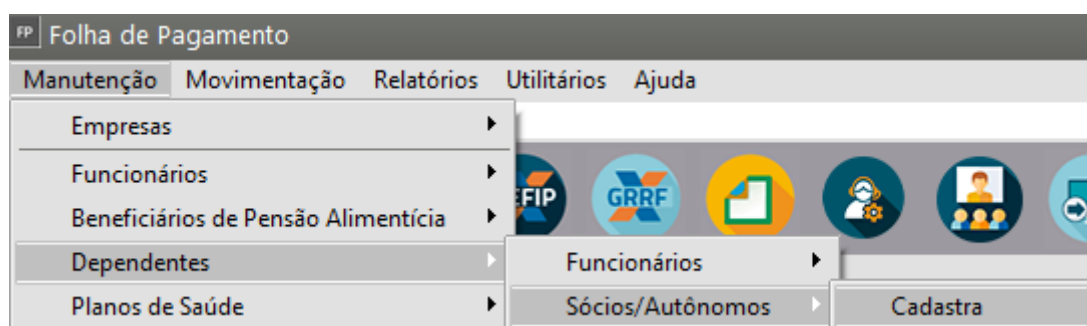 FP Folha de Pagamento
Manutenção Movimentação Relatórios Utilitários Ajuda
Empresas
Funcionários
EFIP GRRF
Beneficiários de Pensão Alimentícia
Dependentes Funcionários
Planos de Saúde Sócios/Autônomos Cadastra